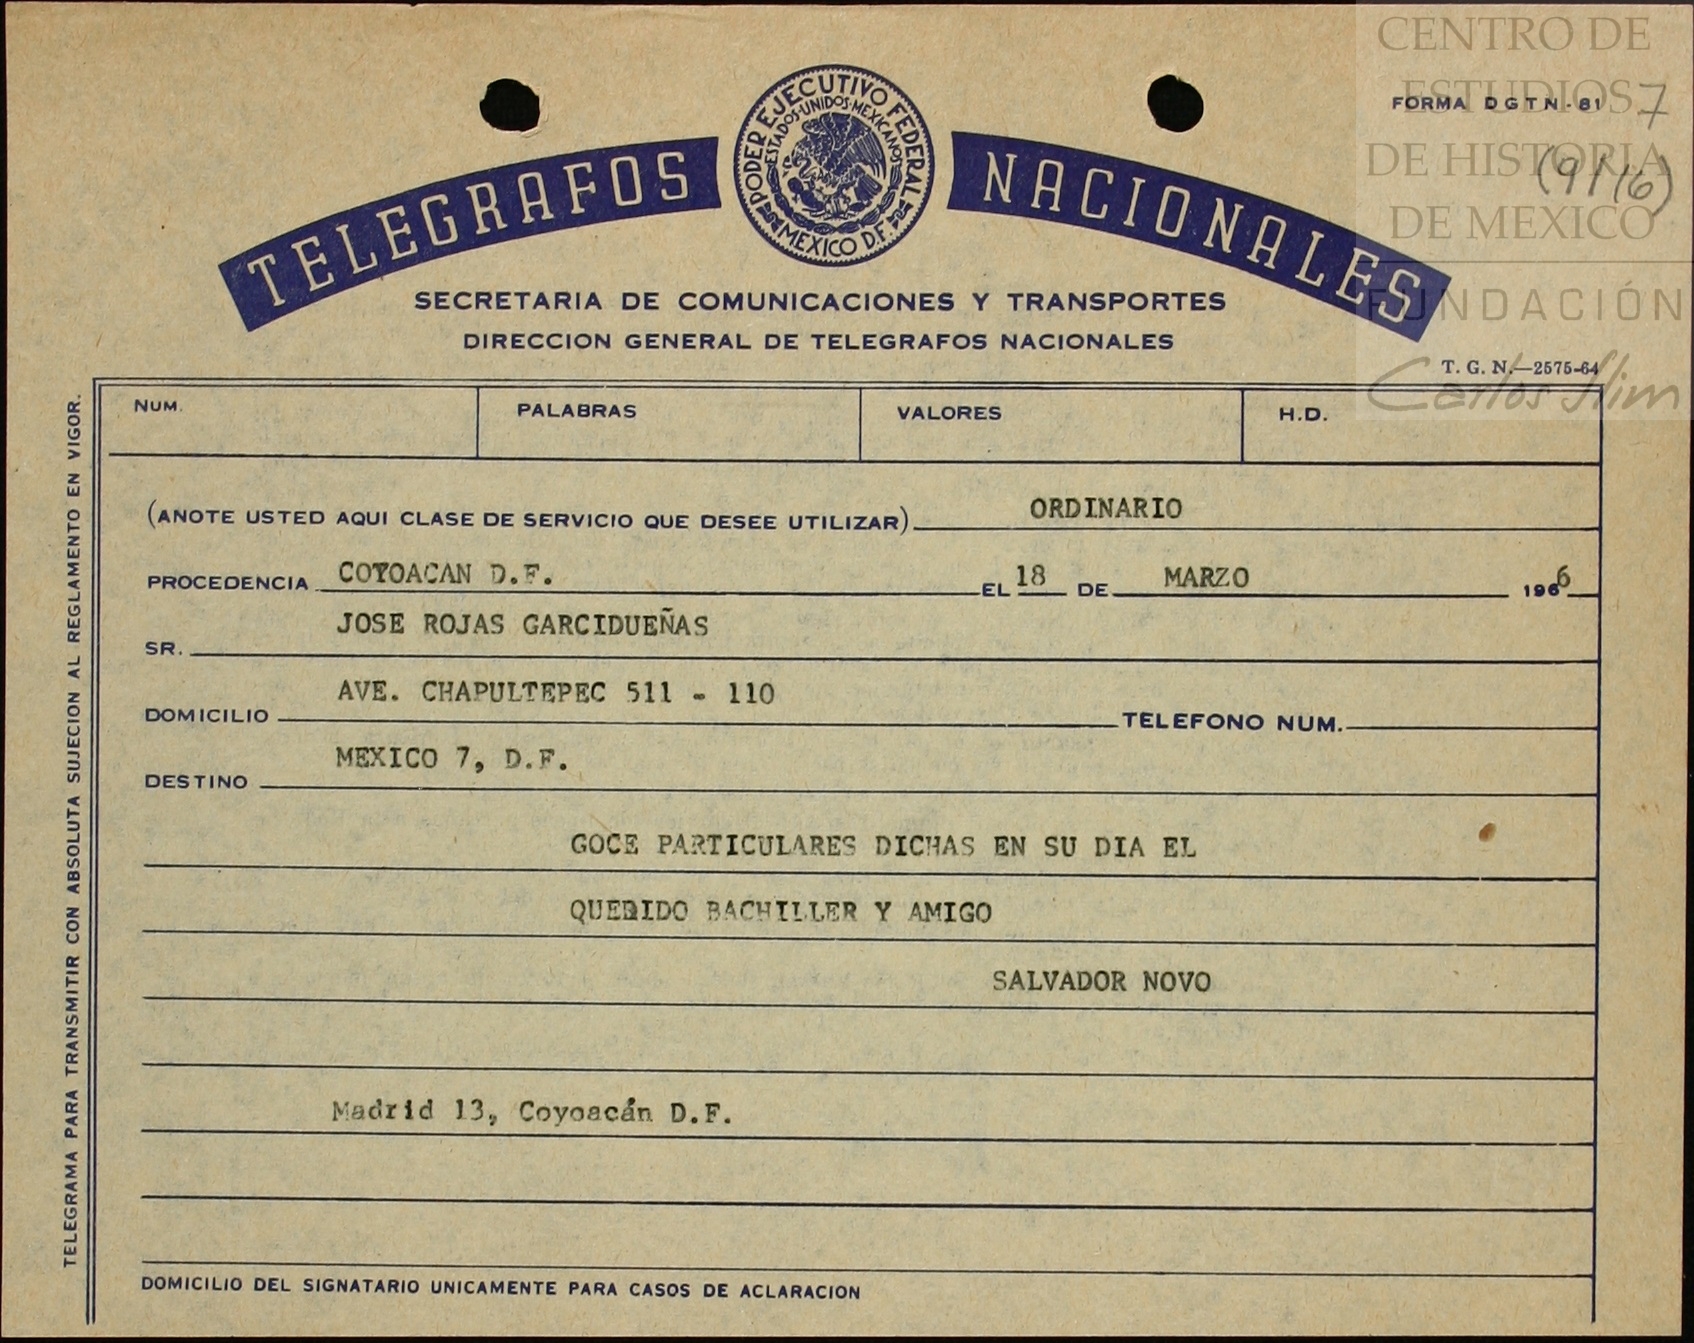 CENTRO DE
ESTUDIOS
DE HISTORIA
DE MEXICO
FUNDACIÓN
Carlos Slim
FORMA DGTN-81
7
(9/16)
TELEGRAFOS NACIONALES
PODER EJECUTIVO FEDERAL
ESTADOS·UNIDOS·MEXICANOS
MEXICO D.F.
SECRETARIA DE COMUNICACIONES Y TRANSPORTES
DIRECCION GENERAL DE TELEGRAFOS NACIONALES
T. G. N.—2575-64
NUM. PALABRAS VALORES H.D.
(ANOTE USTED AQUI CLASE DE SERVICIO QUE DESEE UTILIZAR) ORDINARIO
PROCEDENCIA COYOACAN D.F. EL 18 DE MARZO 1966
SR. JOSE ROJAS GARCIDUEÑAS
DOMICILIO AVE. CHAPULTEPEC 511 - 110 TELEFONO NUM.
DESTINO MEXICO 7, D.F.
GOCE PARTICULARES DICHAS EN SU DIA EL
QUERIDO BACHILLER Y AMIGO
SALVADOR NOVO
Madrid 13, Coyoacán D.F.
DOMICILIO DEL SIGNATARIO UNICAMENTE PARA CASOS DE ACLARACION
TELEGRAMA PARA TRANSMITIR CON ABSOLUTA SUJECION AL REGLAMENTO EN VIGOR.